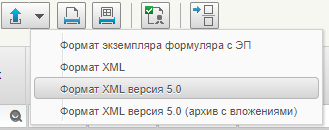 Формат экземпляра формуляра с ЭП
Формат XML
Формат XML версия 5.0
Формат XML версия 5.0 (архив с вложениями)